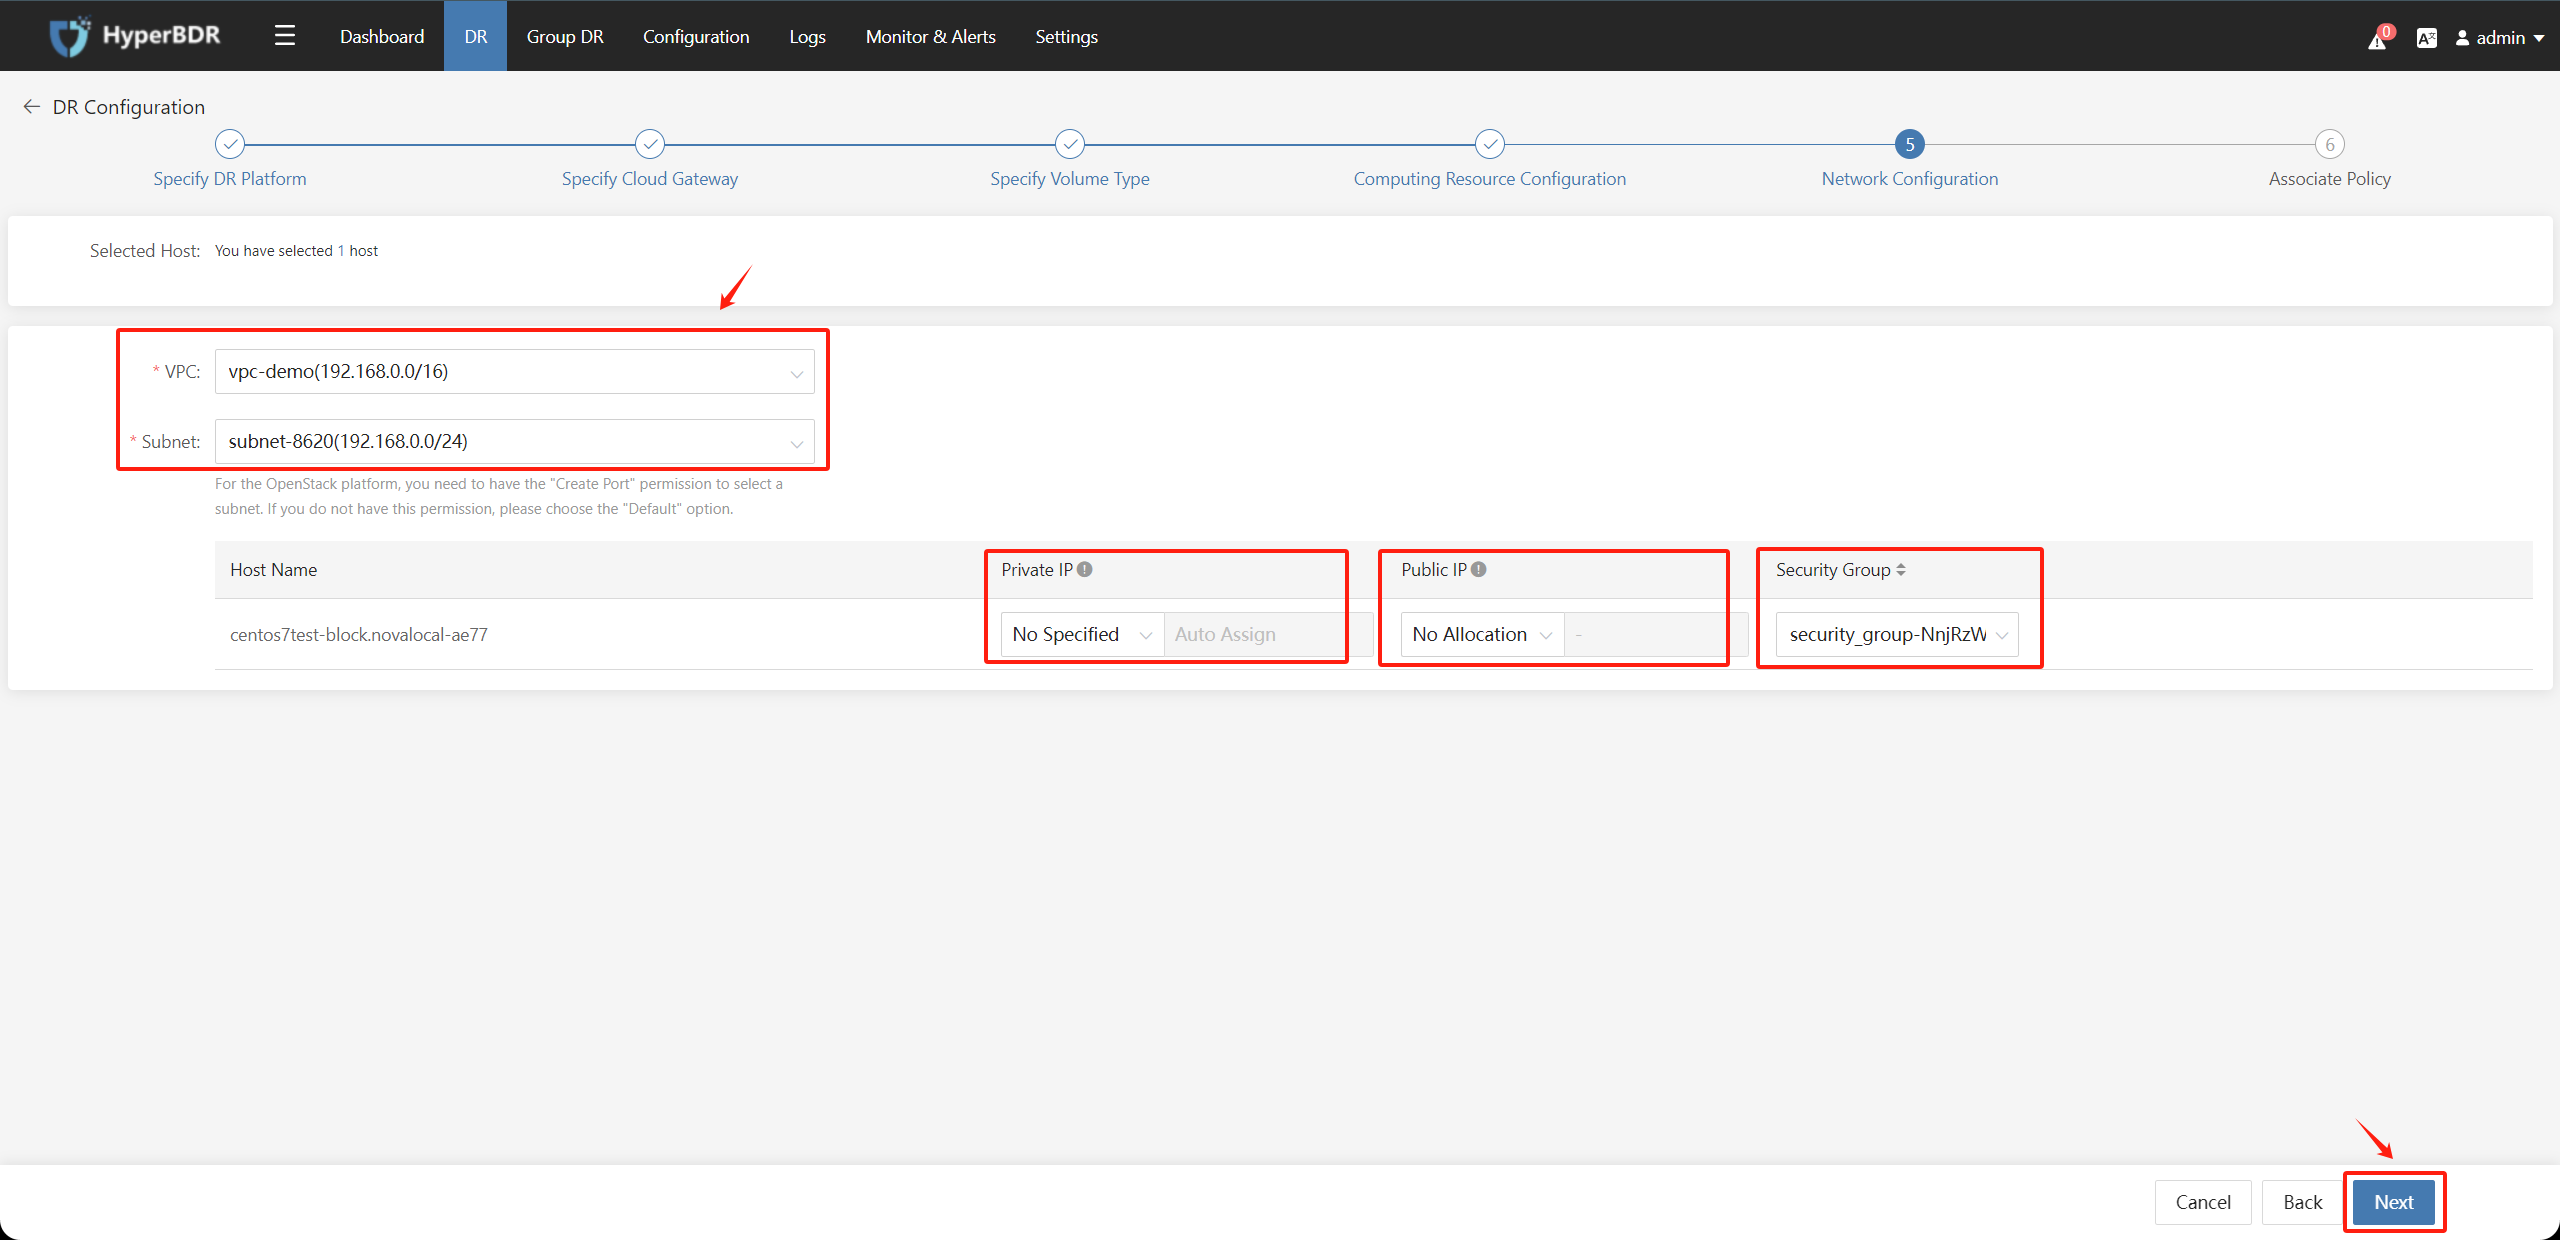 HyperBDR Dashboard DR Group DR Configuration Logs Monitor & Alerts Settings 0 admin
DR Configuration
5 6
Specify DR Platform Specify Cloud Gateway Specify Volume Type Computing Resource Configuration Network Configuration Associate Policy
Selected Host: You have selected 1 host
* VPC: vpc-demo(192.168.0.0/16)
* Subnet: subnet-8620(192.168.0.0/24)
For the OpenStack platform, you need to have the "Create Port" permission to select a
subnet. If you do not have this permission, please choose the "Default" option.
Host Name Private IP Public IP Security Group
centos7test-block.novalocal-ae77 No Specified Auto Assign No Allocation - security_group-NnjRzW
Cancel Back Next